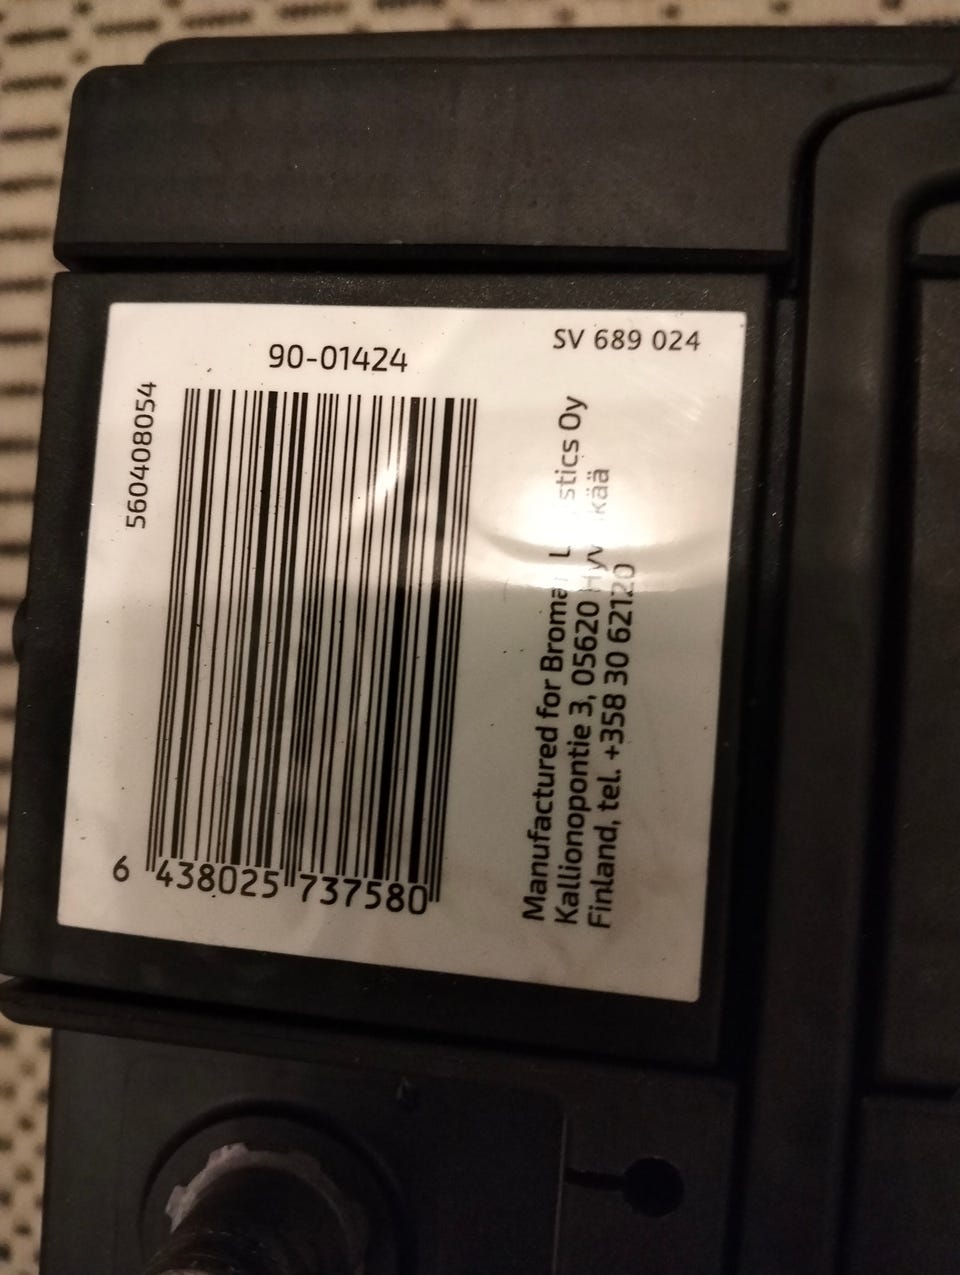 SV 689 024
90-01424
560408054
6 438025 737580
Manufactured for Oy
Kallionopontie 3, 05620
Finland, tel. +358 30 62120